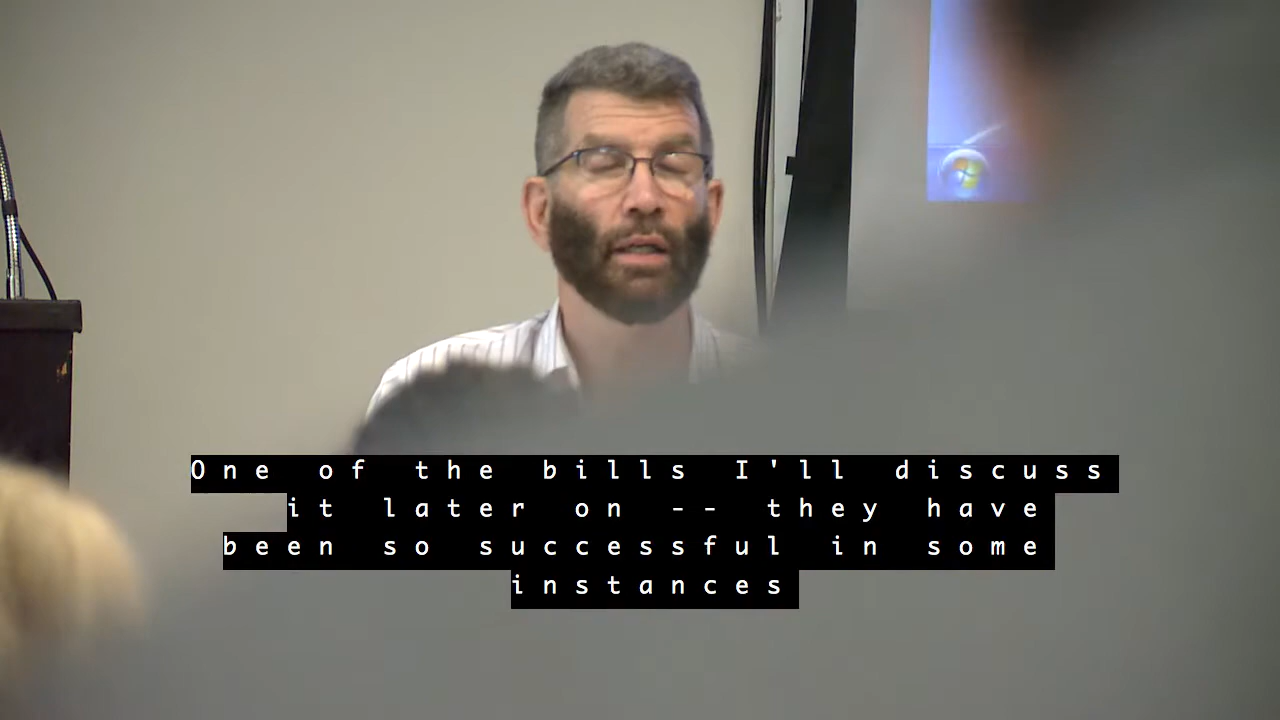 One of the bills I'll discuss
it later on -- they have
been so successful in some
instances